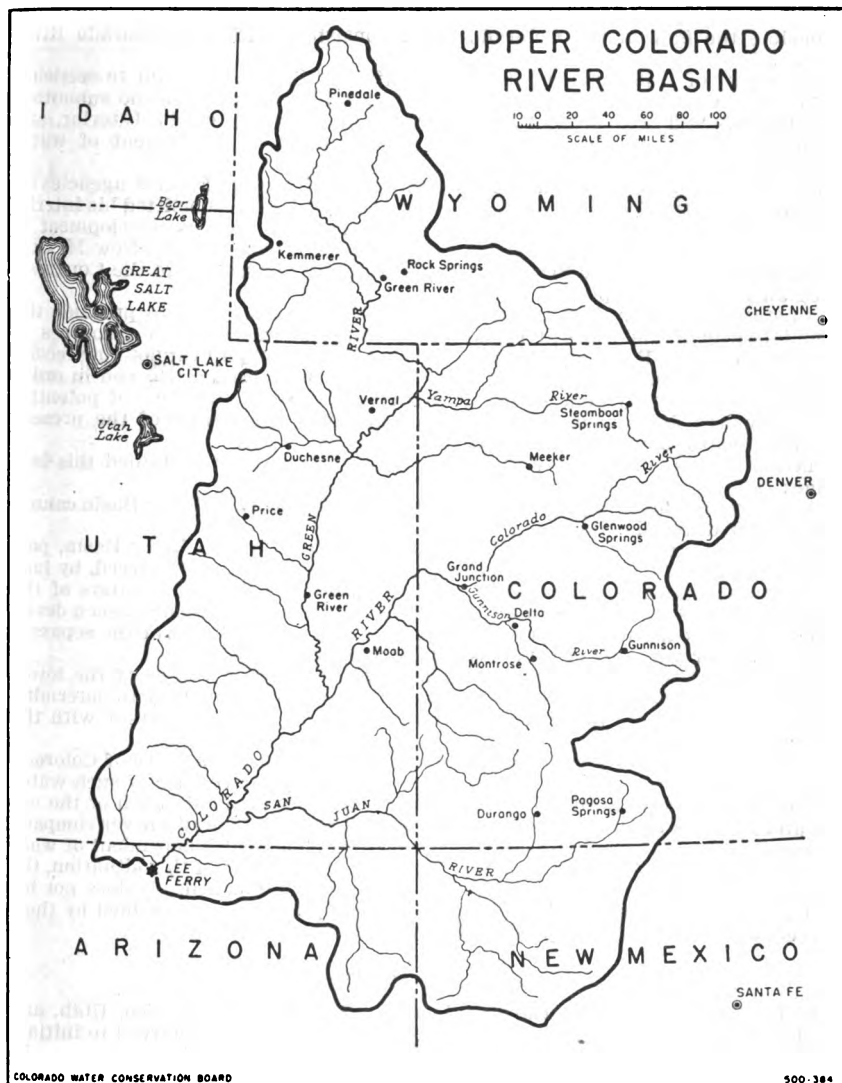 UPPER COLORADO
RIVER BASIN
10 0 20 60 100
SCALE OF MILES
IDAHO
Pinedale
WYOMING
Bear
Lake
Kemmerer
Rock Springs
Green River
GREAT
SALT
LAKE
CHEYENNE
RIVER
SALT LAKE
CITY
Vernal
Yampa River
Steamboat
Springs
Utah
Lake
Duchesne
Meeker
River
DENVER
Price
Colorado
Glenwood
Springs
UTAH
GREEN
Grand
Junction
COLORADO
Green
River
RIVER
Gunnison
Delta
Moab
Montrose
River
Gunnison
COLORADO
SAN JUAN
Durango
Pagosa
Springs
LEE
FERRY
RIVER
ARIZONA
NEW MEXICO
SANTA FE
COLORADO WATER CONSERVATION BOARD
500-384